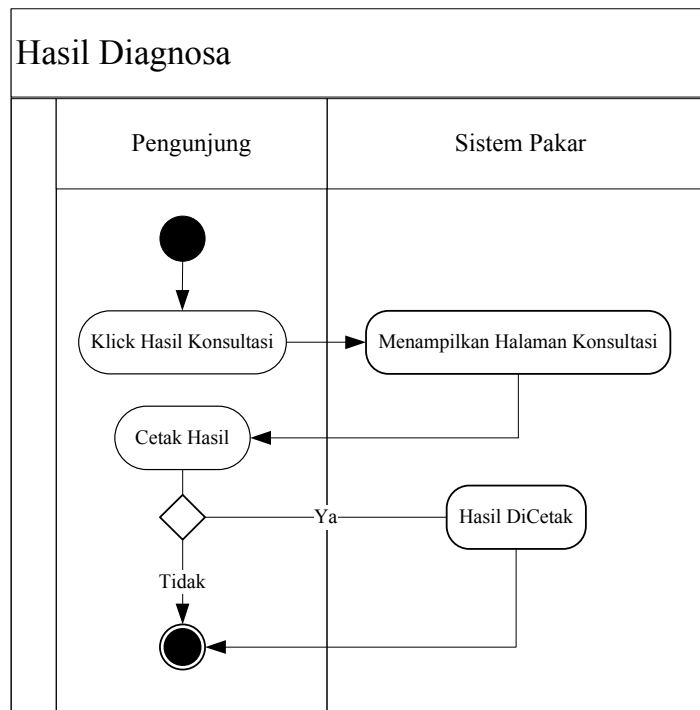 Hasil Diagnosa
Pengunjung
Sistem Pakar
Klick Hasil Konsultasi
Menampilkan Halaman Konsultasi
Cetak Hasil
Ya
Hasil DiCetak
Tidak